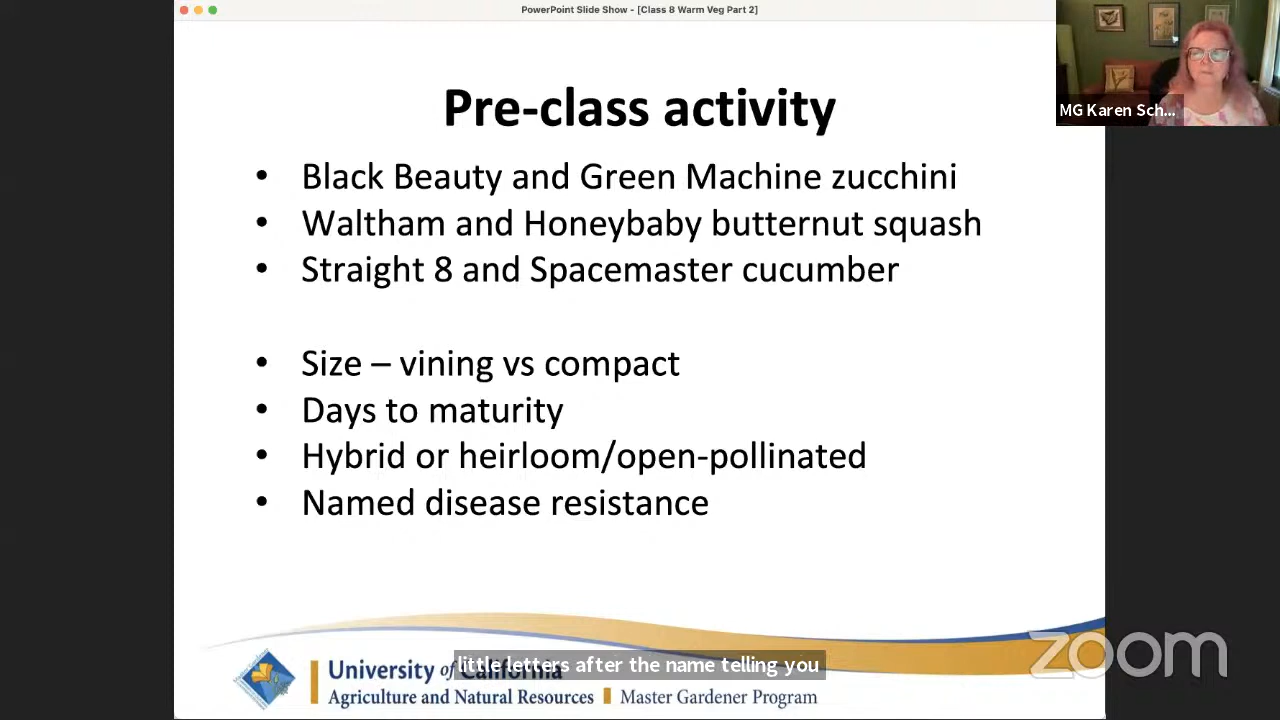 PowerPoint Slide Show - [Class 8 Warm Veg Part 2]
MG Karen Sch...
Pre-class activity
• Black Beauty and Green Machine zucchini
• Waltham and Honeybaby butternut squash
• Straight 8 and Spacemaster cucumber
• Size – vining vs compact
• Days to maturity
• Hybrid or heirloom/open-pollinated
• Named disease resistance
little letters after the name telling you
University of California
Agriculture and Natural Resources
Master Gardener Program
zoom